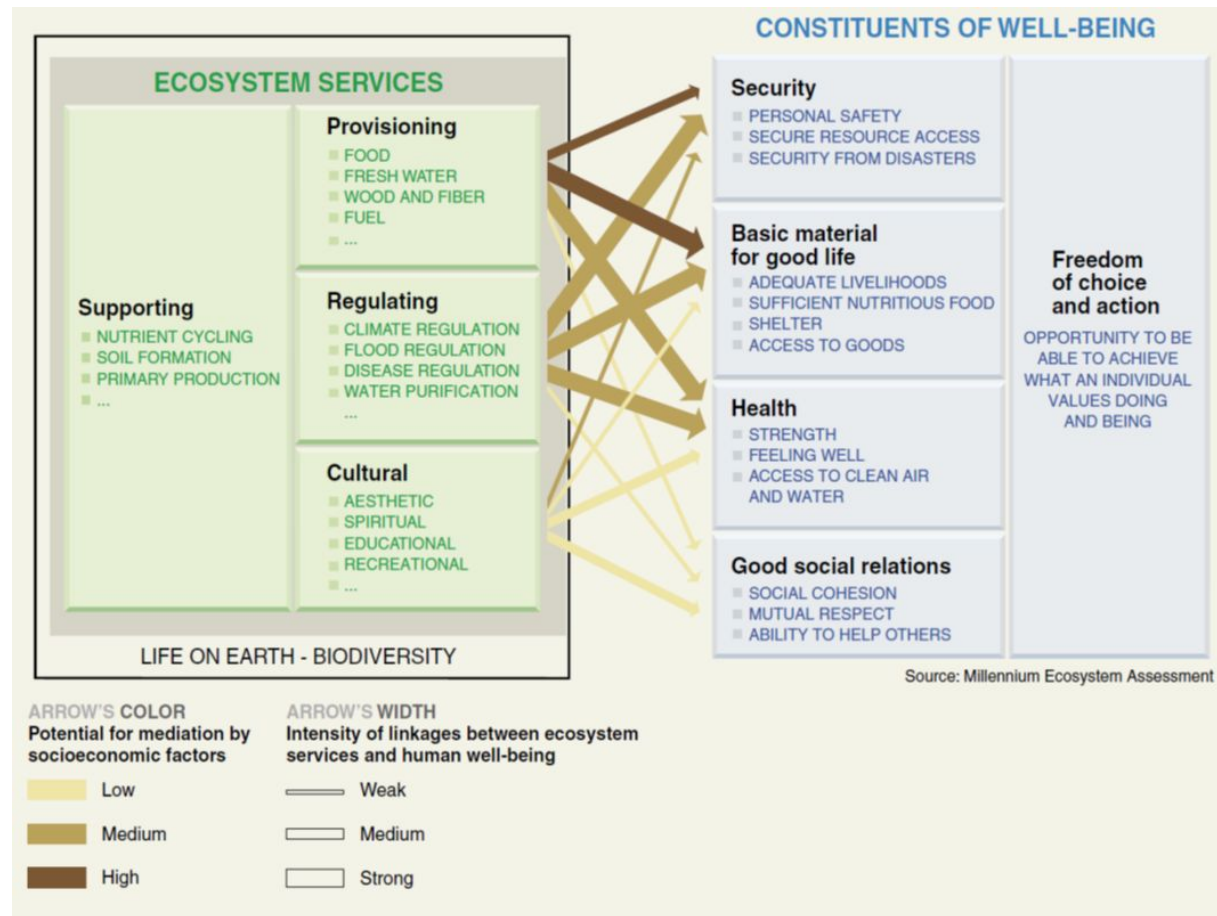 CONSTITUENTS OF WELL-BEING
ECOSYSTEM SERVICES
Supporting
NUTRIENT CYCLING
SOIL FORMATION
PRIMARY PRODUCTION
...
Provisioning
FOOD
FRESH WATER
WOOD AND FIBER
FUEL
...
Regulating
CLIMATE REGULATION
FLOOD REGULATION
DISEASE REGULATION
WATER PURIFICATION
...
Cultural
AESTHETIC
SPIRITUAL
EDUCATIONAL
RECREATIONAL
...
LIFE ON EARTH - BIODIVERSITY
Security
PERSONAL SAFETY
SECURE RESOURCE ACCESS
SECURITY FROM DISASTERS
Basic material
for good life
ADEQUATE LIVELIHOODS
SUFFICIENT NUTRITIOUS FOOD
SHELTER
ACCESS TO GOODS
Health
STRENGTH
FEELING WELL
ACCESS TO CLEAN AIR
AND WATER
Good social relations
SOCIAL COHESION
MUTUAL RESPECT
ABILITY TO HELP OTHERS
Freedom
of choice
and action
OPPORTUNITY TO BE
ABLE TO ACHIEVE
WHAT AN INDIVIDUAL
VALUES DOING
AND BEING
Source: Millennium Ecosystem Assessment
ARROW'S COLOR
Potential for mediation by
socioeconomic factors
Low
Medium
High
ARROW'S WIDTH
Intensity of linkages between ecosystem
services and human well-being
Weak
Medium
Strong